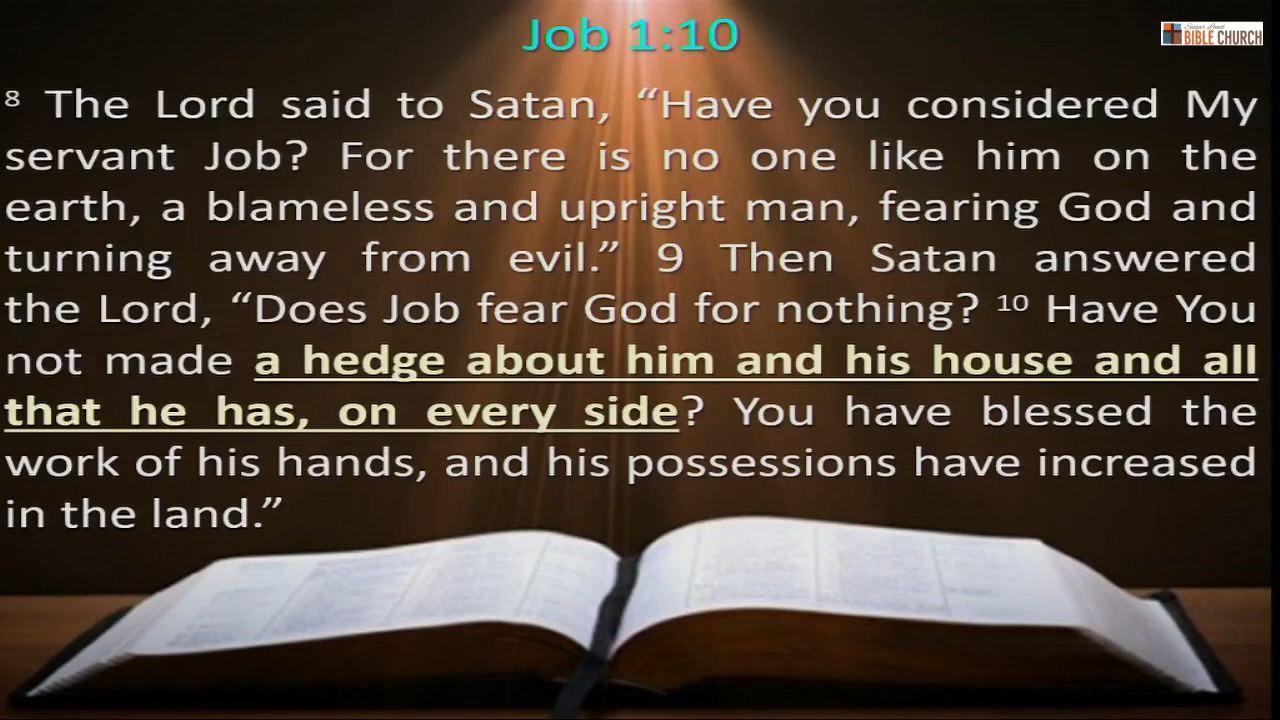 Job 1:10
Sugar Land
BIBLE CHURCH
8 The Lord said to Satan, “Have you considered My
servant Job? For there is no one like him on the
earth, a blameless and upright man, fearing God and
turning away from evil.” 9 Then Satan answered
the Lord, “Does Job fear God for nothing? 10 Have You
not made a hedge about him and his house and all
that he has, on every side? You have blessed the
work of his hands, and his possessions have increased
in the land.”